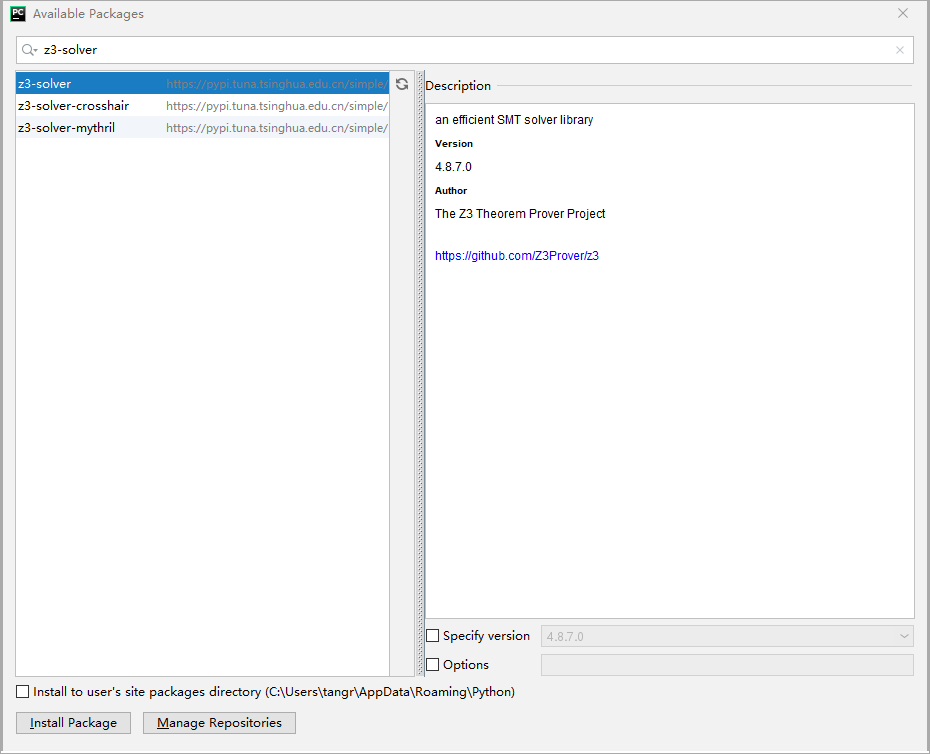 PC Available Packages
z3-solver
z3-solver https://pypi.tuna.tsinghua.edu.cn/simple/
z3-solver-crosshair https://pypi.tuna.tsinghua.edu.cn/simple/
z3-solver-mythril https://pypi.tuna.tsinghua.edu.cn/simple/
Description
an efficient SMT solver library
Version
4.8.7.0
Author
The Z3 Theorem Prover Project
https://github.com/Z3Prover/z3
Specify version 4.8.7.0
Options
Install to user's site packages directory (C:\Users\tangr\AppData\Roaming\Python)
Install Package Manage Repositories